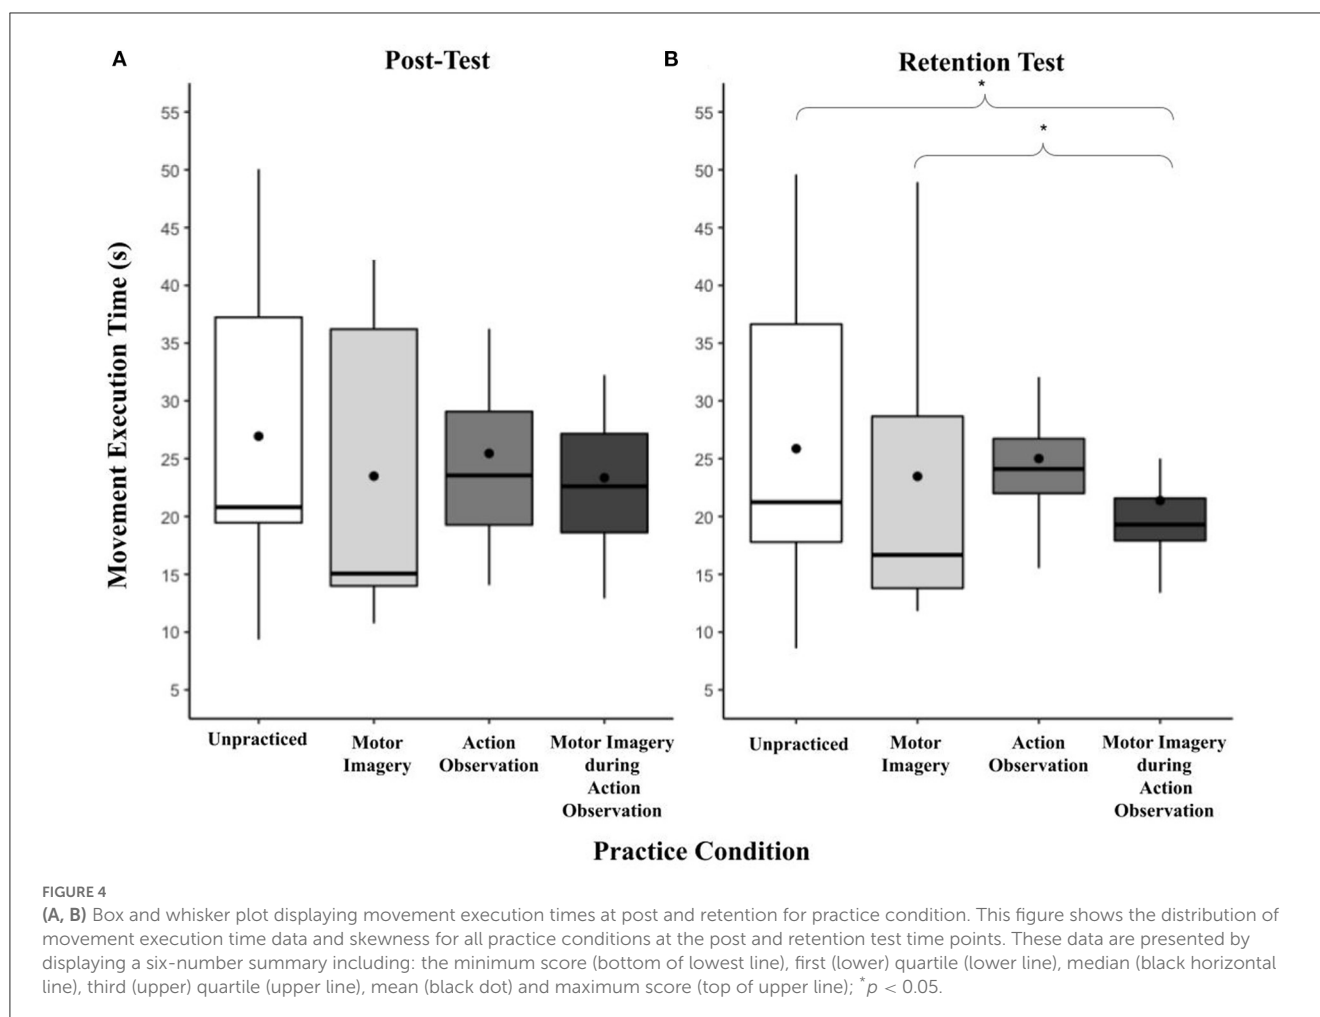 A
Post-Test
B
Retention Test
Movement Execution Time (s)
55
50
45
40
35
30
25
20
15
10
5
Unpracticed
Motor
Imagery
Action
Observation
Motor Imagery
during
Action
Observation
*
*
55
50
45
40
35
30
25
20
15
10
5
Unpracticed
Motor
Imagery
Action
Observation
Motor Imagery
during
Action
Observation
Practice Condition
FIGURE 4
(A, B) Box and whisker plot displaying movement execution times at post and retention for practice condition. This figure shows the distribution of
movement execution time data and skewness for all practice conditions at the post and retention test time points. These data are presented by
displaying a six-number summary including: the minimum score (bottom of lowest line), first (lower) quartile (lower line), median (black horizontal
line), third (upper) quartile (upper line), mean (black dot) and maximum score (top of upper line); *p < 0.05.